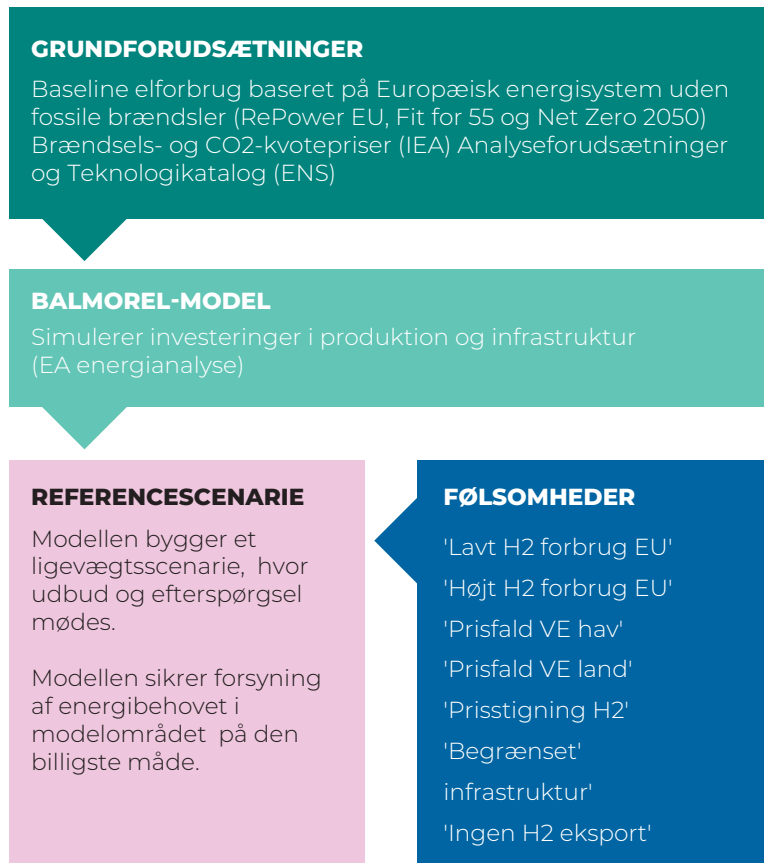 GRUNDFORUDSÆTNINGER
Baseline elforbrug baseret på Europæisk energisystem uden
fossile brændsler (RePower EU, Fit for 55 og Net Zero 2050)
Brændsels- og CO2-kvotepriser (IEA) Analyseforudsætninger
og Teknologikatalog (ENS)
BALMOREL-MODEL
Simulerer investeringer i produktion og infrastruktur
(EA energianalyse)
REFERENCESCENARIE
Modellen bygger et
ligevægtsscenarie, hvor
udbud og efterspørgsel
mødes.
Modellen sikrer forsyning
af energibehovet i
modelområdet på den
billigste måde.
FØLSOMHEDER
'Lavt H2 forbrug EU'
'Højt H2 forbrug EU'
'Prisfald VE hav'
'Prisfald VE land'
'Prisstigning H2'
'Begrænset'
infrastruktur'
'Ingen H2 eksport'